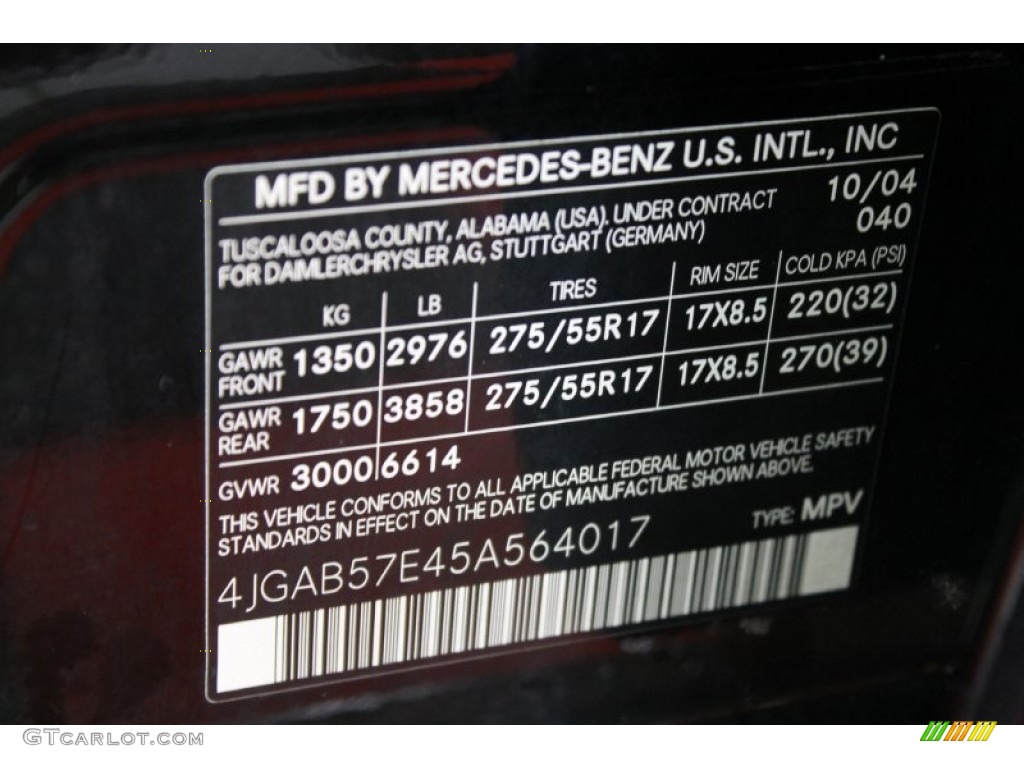 MFD BY MERCEDES-BENZ U.S. INTL., INC
TUSCALOOSA COUNTY, ALABAMA (USA). UNDER CONTRACT 10/04
FOR DAIMLERCHRYSLER AG, STUTTGART (GERMANY) 040
KG LB TIRES RIM SIZE COLD KPA (PSI)
GAWR FRONT 1350 2976 275/55R17 17X8.5 220(32)
GAWR REAR 1750 3858 275/55R17 17X8.5 270(39)
GVWR 3000 6614
THIS VEHICLE CONFORMS TO ALL APPLICABLE FEDERAL MOTOR VEHICLE SAFETY
STANDARDS IN EFFECT ON THE DATE OF MANUFACTURE SHOWN ABOVE.
4JGAB57E45A564017 TYPE: MPV
GTCARLOT.COM